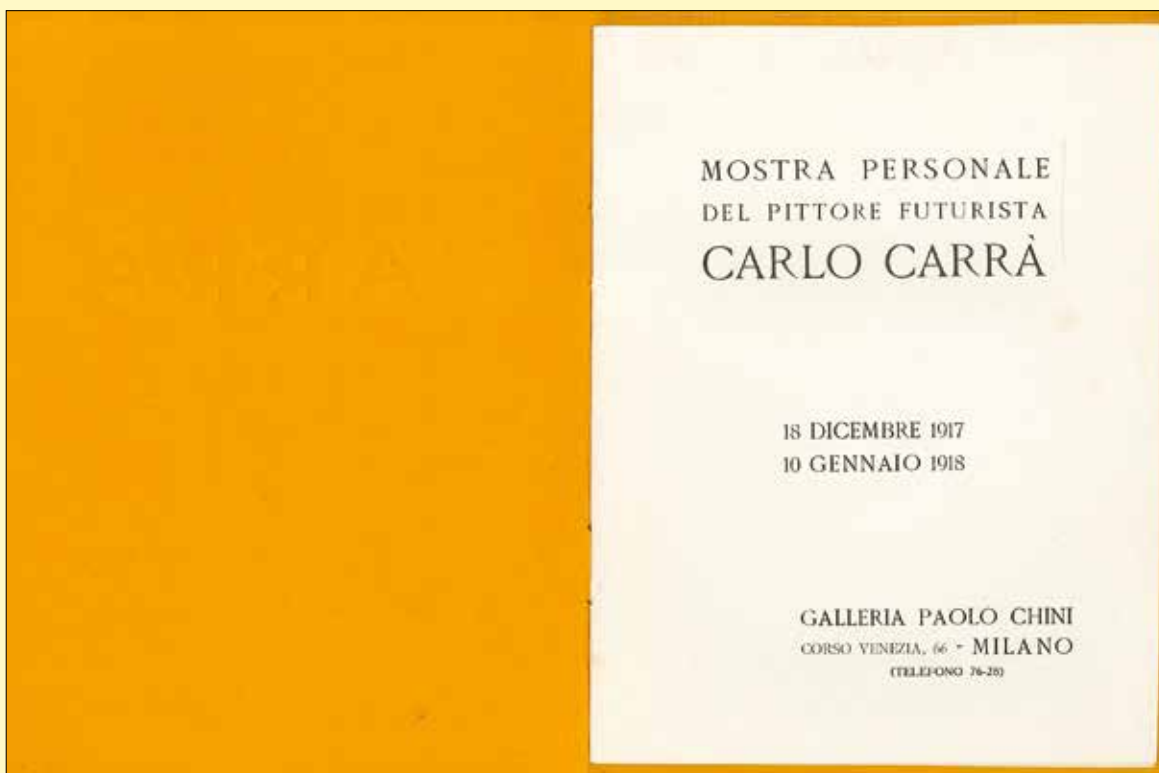 MOSTRA PERSONALE
DEL PITTORE FUTURISTA
CARLO CARRÀ
18 DICEMBRE 1917
10 GENNAIO 1918
GALLERIA PAOLO CHINI
CORSO VENEZIA, 66 - MILANO
(TELEFONO 76-28)